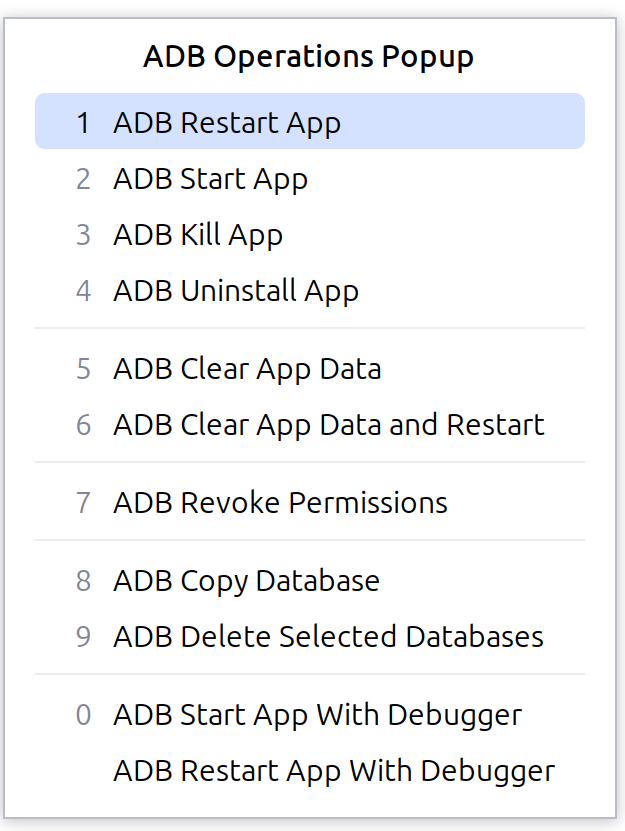 ADB Operations Popup
1 ADB Restart App
2 ADB Start App
3 ADB Kill App
4 ADB Uninstall App
5 ADB Clear App Data
6 ADB Clear App Data and Restart
7 ADB Revoke Permissions
8 ADB Copy Database
9 ADB Delete Selected Databases
0 ADB Start App With Debugger
ADB Restart App With Debugger